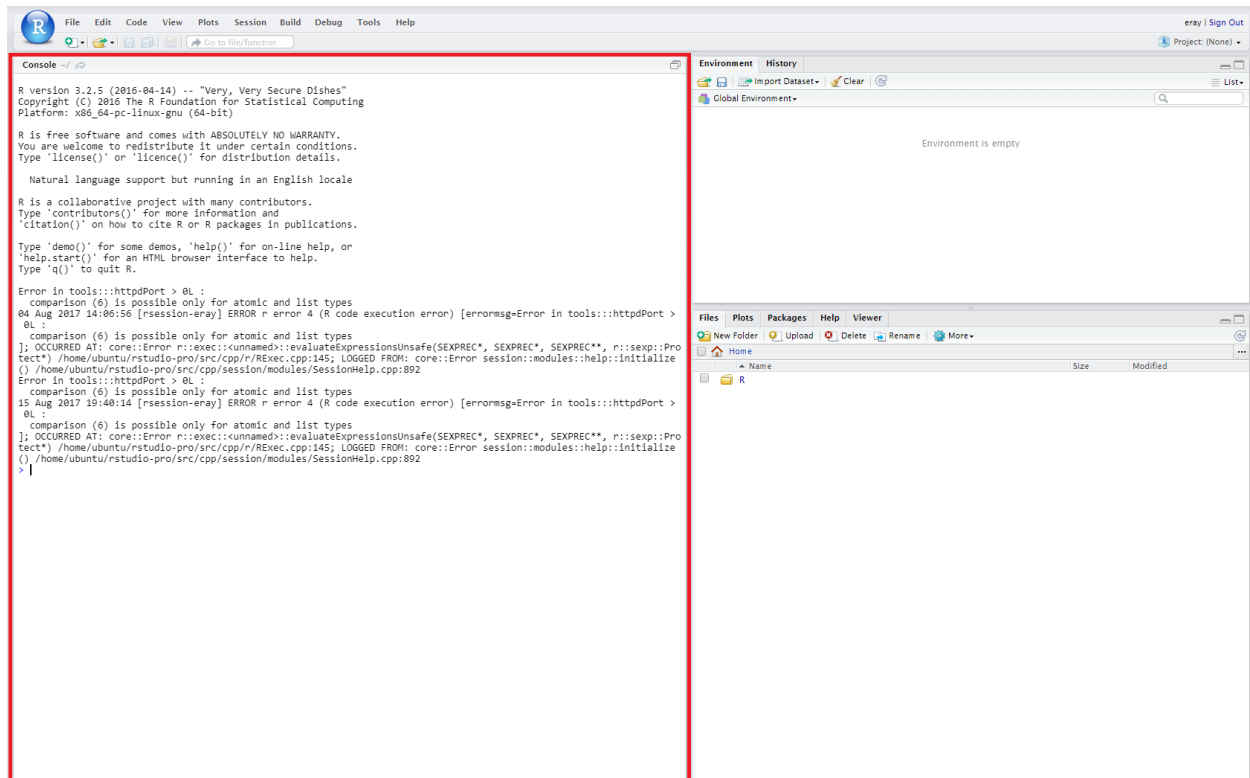 R
File Edit Code View Plots Session Build Debug Tools Help
eray | Sign Out
Go to file/function
Project: (None)
Console ~/
R version 3.2.5 (2016-04-14) -- "Very, Very Secure Dishes"
Copyright (C) 2016 The R Foundation for Statistical Computing
Platform: x86_64-pc-linux-gnu (64-bit)
R is free software and comes with ABSOLUTELY NO WARRANTY.
You are welcome to redistribute it under certain conditions.
Type 'license()' or 'licence()' for distribution details.
Natural language support but running in an English locale
R is a collaborative project with many contributors.
Type 'contributors()' for more information and
'citation()' on how to cite R or R packages in publications.
Type 'demo()' for some demos, 'help()' for on-line help, or
'help.start()' for an HTML browser interface to help.
Type 'q()' to quit R.
Error in tools:::httpdPort > 0L :
comparison (6) is possible only for atomic and list types
04 Aug 2017 14:06:56 [rsession-eray] ERROR r error 4 (R code execution error) [errormsg=Error in tools:::httpdPort >
0L :
comparison (6) is possible only for atomic and list types
]; OCCURRED AT: core::Error r::exec::<unnamed>::evaluateExpressionsUnsafe(SEXPREC*, SEXPREC*, SEXPREC**, r::sexp::Pro
tect*) /home/ubuntu/rstudio-pro/src/cpp/r/RExec.cpp:145; LOGGED FROM: core::Error session::modules::help::initialize
() /home/ubuntu/rstudio-pro/src/cpp/session/modules/SessionHelp.cpp:892
Error in tools:::httpdPort > 0L :
comparison (6) is possible only for atomic and list types
15 Aug 2017 19:40:14 [rsession-eray] ERROR r error 4 (R code execution error) [errormsg=Error in tools:::httpdPort >
0L :
comparison (6) is possible only for atomic and list types
]; OCCURRED AT: core::Error r::exec::<unnamed>::evaluateExpressionsUnsafe(SEXPREC*, SEXPREC*, SEXPREC**, r::sexp::Pro
tect*) /home/ubuntu/rstudio-pro/src/cpp/r/RExec.cpp:145; LOGGED FROM: core::Error session::modules::help::initialize
() /home/ubuntu/rstudio-pro/src/cpp/session/modules/SessionHelp.cpp:892
>
Environment History
Import Dataset Clear List
Global Environment
Environment is empty
Files Plots Packages Help Viewer
New Folder Upload Delete Rename More
Home ...
Name Size Modified
R